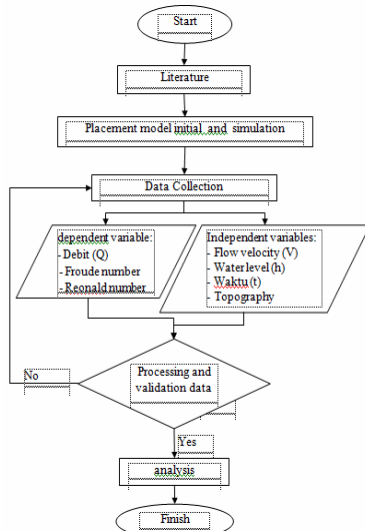 Start
Literature
Placement model initial and simulation
Data Collection
dependent variable:
- Debit (Q)
- Froude number
- Reonald number
Independent variables:
- Flow velocity (V)
- Water level (h)
- Waktu (t)
- Topography
Processing and
validation data
No
Yes
analysis
Finish